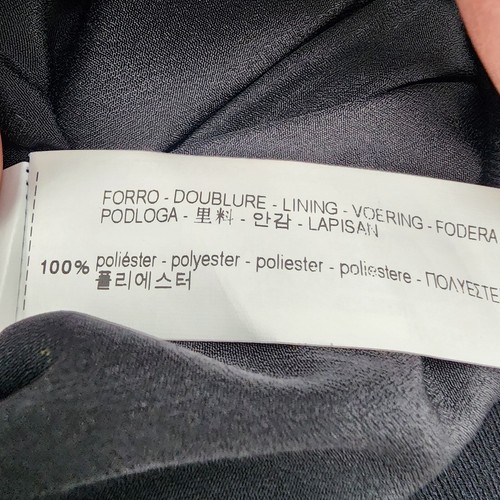 FORRO - DOUBLURE - LINING - VOERING - FODERA
PODLOGA - 里料 - 안감 - LAPISAN
100% poliéster - polyester - poliester - poliestere - ΠΟΛΥΕΣΤΕ
폴리에스터